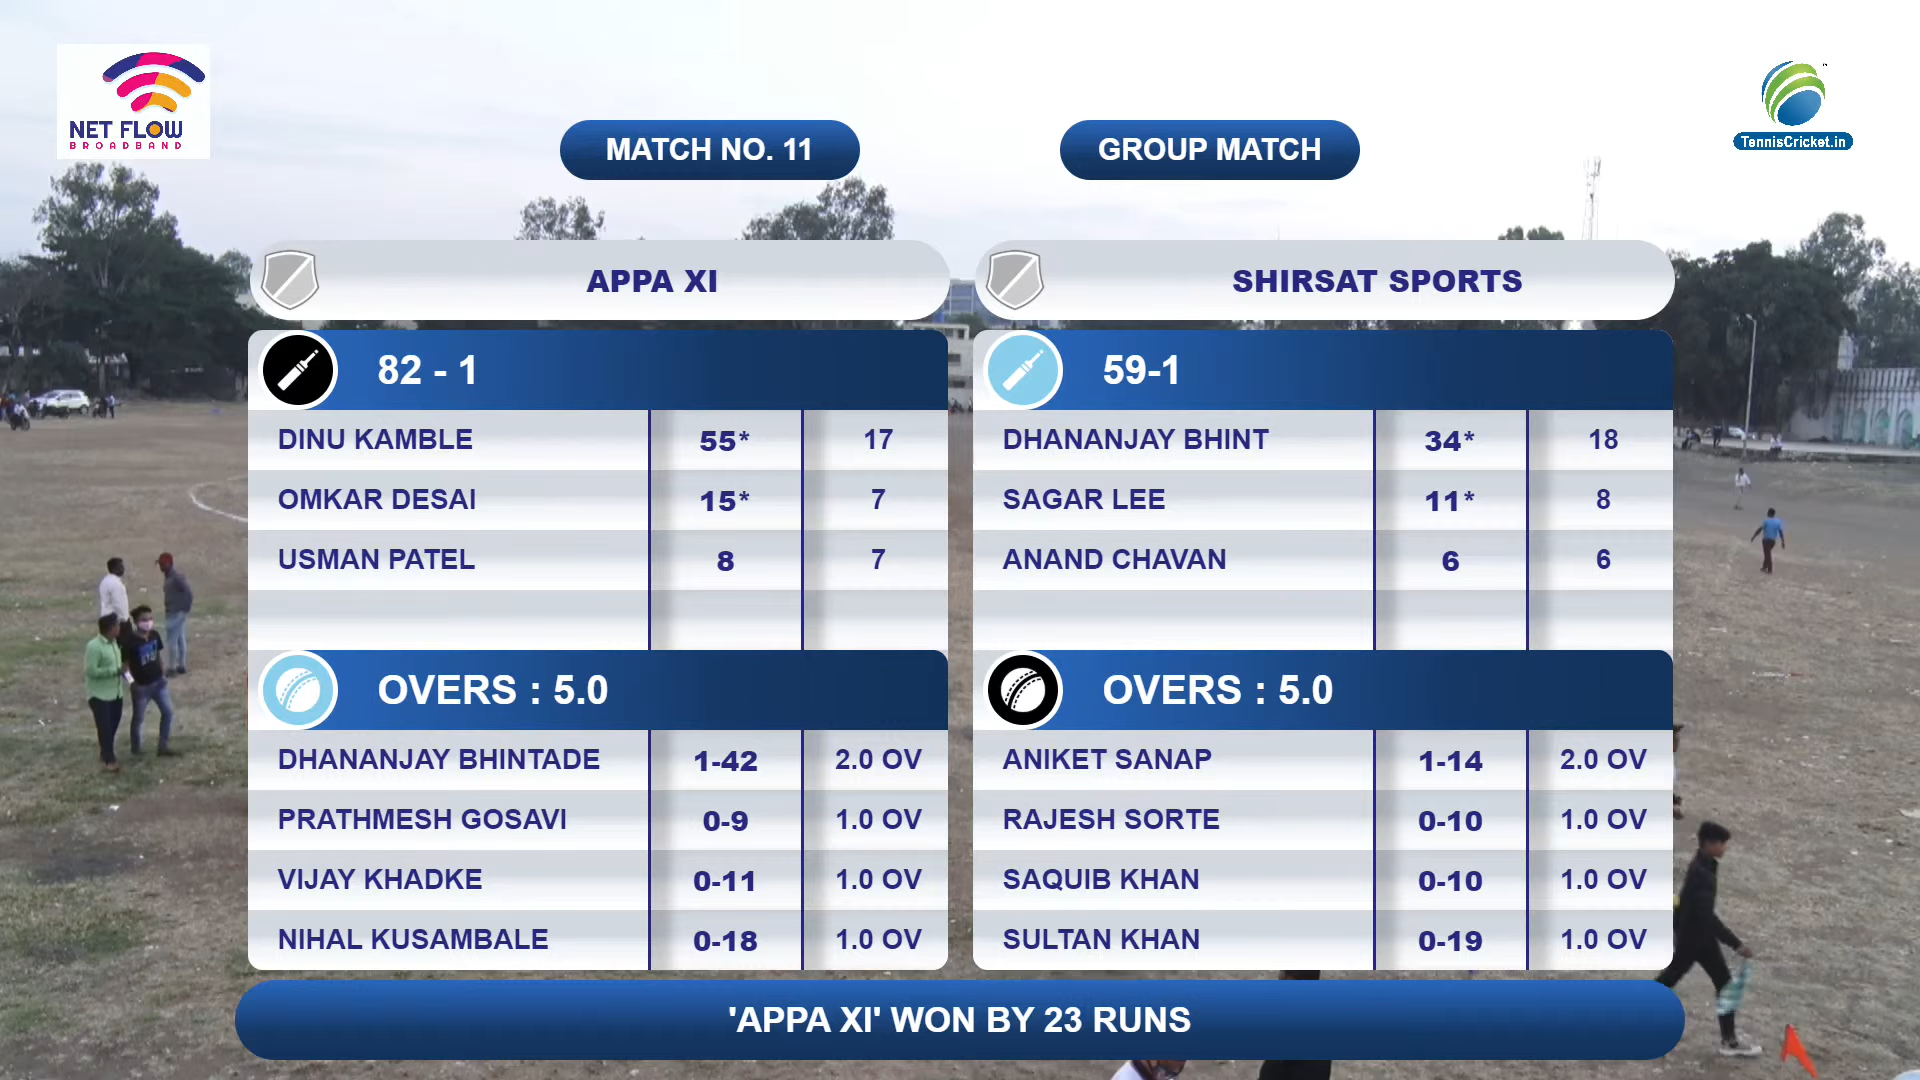 NET FLOW
BROADBAND
TennisCricket.in
MATCH NO. 11
GROUP MATCH
APPA XI
82 - 1
DINU KAMBLE 55* 17
OMKAR DESAI 15* 7
USMAN PATEL 8 7
OVERS : 5.0
DHANANJAY BHINTADE 1-42 2.0 OV
PRATHMESH GOSAVI 0-9 1.0 OV
VIJAY KHADKE 0-11 1.0 OV
NIHAL KUSAMBALE 0-18 1.0 OV
SHIRSAT SPORTS
59-1
DHANANJAY BHINT 34* 18
SAGAR LEE 11* 8
ANAND CHAVAN 6 6
OVERS : 5.0
ANIKET SANAP 1-14 2.0 OV
RAJESH SORTE 0-10 1.0 OV
SAQUIB KHAN 0-10 1.0 OV
SULTAN KHAN 0-19 1.0 OV
'APPA XI' WON BY 23 RUNS